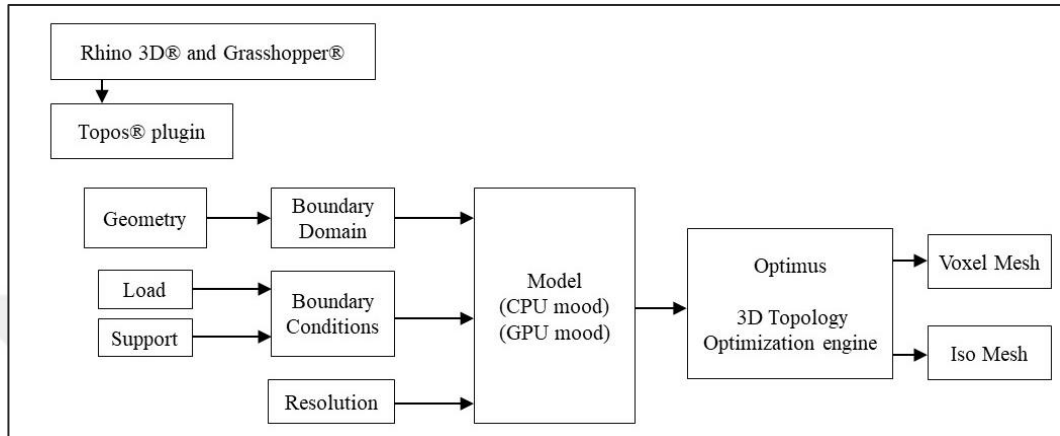 Rhino 3D® and Grasshopper®
Topos® plugin
Geometry
Boundary
Domain
Load
Support
Boundary
Conditions
Resolution
Model
(CPU mood)
(GPU mood)
Optimus
3D Topology
Optimization engine
Voxel Mesh
Iso Mesh